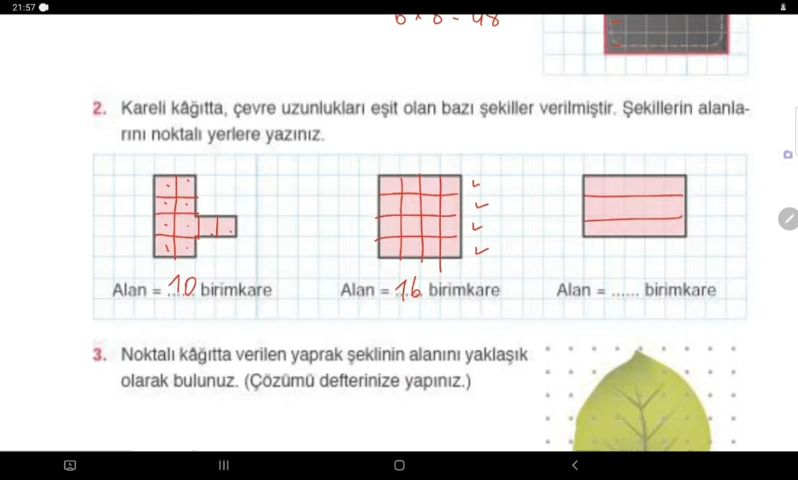 21:57
6 x 8 = 48
2. Kareli kâğıtta, çevre uzunlukları eşit olan bazı şekiller verilmiştir. Şekillerin alanla-
rını noktalı yerlere yazınız.
Alan = 10 birimkare Alan = 16 birimkare Alan = ...... birimkare
3. Noktalı kâğıtta verilen yaprak şeklinin alanını yaklaşık
olarak bulunuz. (Çözümü defterinize yapınız.)